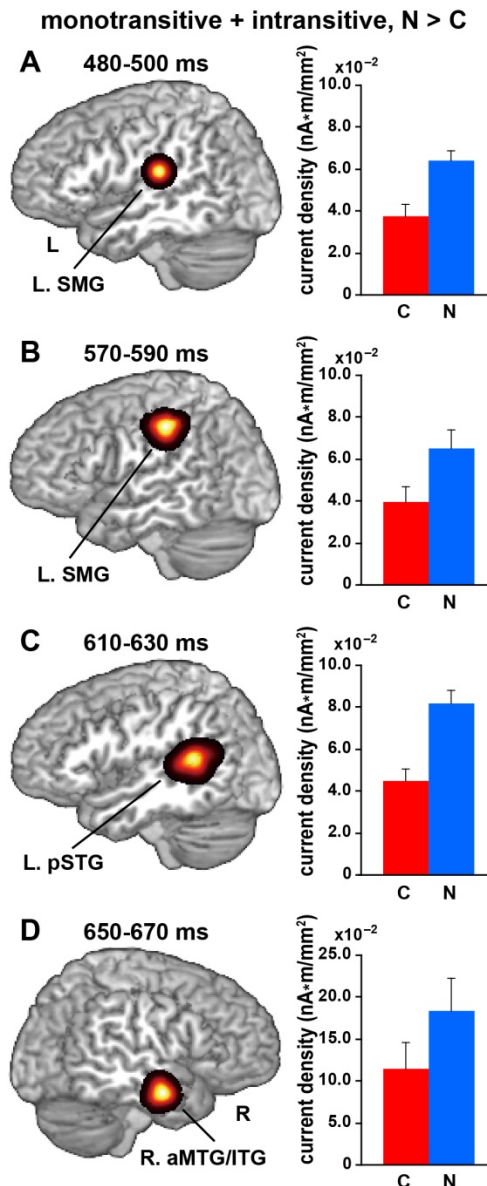 monotransitive + intransitive, N > C
A
480-500 ms
L
L. SMG
x10⁻²
current density (nA*m/mm²)
10.0
8.0
6.0
4.0
2.0
0
C N
B
570-590 ms
L. SMG
x10⁻²
current density (nA*m/mm²)
10.0
8.0
6.0
4.0
2.0
0
C N
C
610-630 ms
L. pSTG
x10⁻²
current density (nA*m/mm²)
10.0
8.0
6.0
4.0
2.0
0
C N
D
650-670 ms
R
R. aMTG/ITG
x10⁻²
current density (nA*m/mm²)
25.0
20.0
15.0
10.0
5.0
0
C N